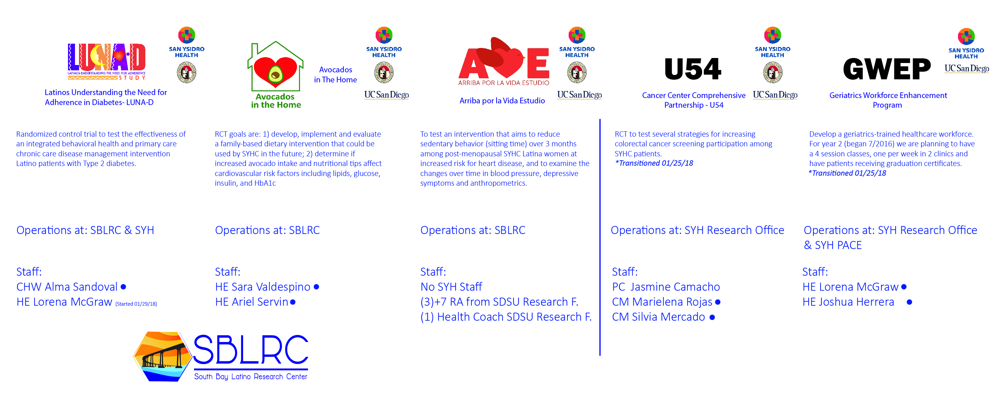 LUNA-D
LATINOS UNDERSTANDING THE NEED FOR ADHERENCE
STUDY
SAN YSIDRO
HEALTH
Latinos Understanding the Need for
Adherence in Diabetes- LUNA-D
Randomized control trial to test the effectiveness of
an integrated behavioral health and primary care
chronic care disease management intervention
Latino patients with Type 2 diabetes.
Operations at: SBLRC & SYH
Staff:
CHW Alma Sandoval ●
HE Lorena McGraw (Started 01/29/18)
Avocados
in the Home
Avocados
in The Home
SAN YSIDRO
HEALTH
UC San Diego
RCT goals are: 1) develop, implement and evaluate
a family-based dietary intervention that could be
used by SYHC in the future; 2) determine if
increased avocado intake and nutritional tips affect
cardiovascular risk factors including lipids, glucose,
insulin, and HbA1c
Operations at: SBLRC
Staff:
HE Sara Valdespino ●
HE Ariel Servin ●
A E
ARRIBA POR LA VIDA ESTUDIO
SAN YSIDRO
HEALTH
UC San Diego
Arriba por la Vida Estudio
To test an intervention that aims to reduce
sedentary behavior (sitting time) over 3 months
among post-menopausal SYHC Latina women at
increased risk for heart disease, and to examine the
changes over time in blood pressure, depressive
symptoms and anthropometrics.
Operations at: SBLRC
Staff:
No SYH Staff
(3)+7 RA from SDSU Research F.
(1) Health Coach SDSU Research F.
U54
SAN YSIDRO
HEALTH
UC San Diego
Cancer Center Comprehensive
Partnership - U54
RCT to test several strategies for increasing
colorectal cancer screening participation among
SYHC patients.
*Transitioned 01/25/18
Operations at: SYH Research Office
Staff:
PC Jasmine Camacho
CM Marielena Rojas ●
CM Silvia Mercado ●
GWEP
SAN YSIDRO
HEALTH
UC San Diego
Geriatrics Workforce Enhancement
Program
Develop a geriatrics-trained healthcare workforce.
For year 2 (began 7/2016) we are planning to have
a 4 session classes, one per week in 2 clinics and
have patients receiving graduation certificates.
*Transitioned 01/25/18
Operations at: SYH Research Office
& SYH PACE
Staff:
HE Lorena McGraw ●
HE Joshua Herrera ●
SBLRC
South Bay Latino Research Center